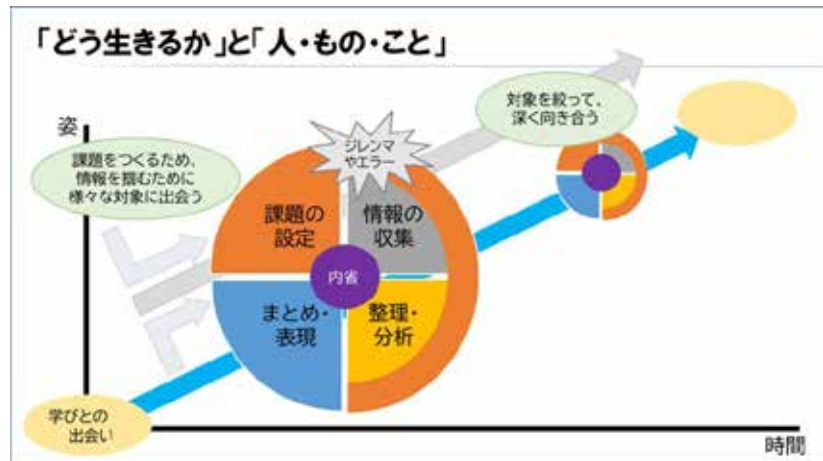 「どう生きるか」と「人・もの・こと」
姿
課題をつくるため、
情報を掴むために
様々な対象に出会う
ジレンマ
やエラー
対象を絞って、
深く向き合う
課題の
設定
情報の
収集
内省
まとめ・
表現
整理・
分析
学びとの
出会い
時間